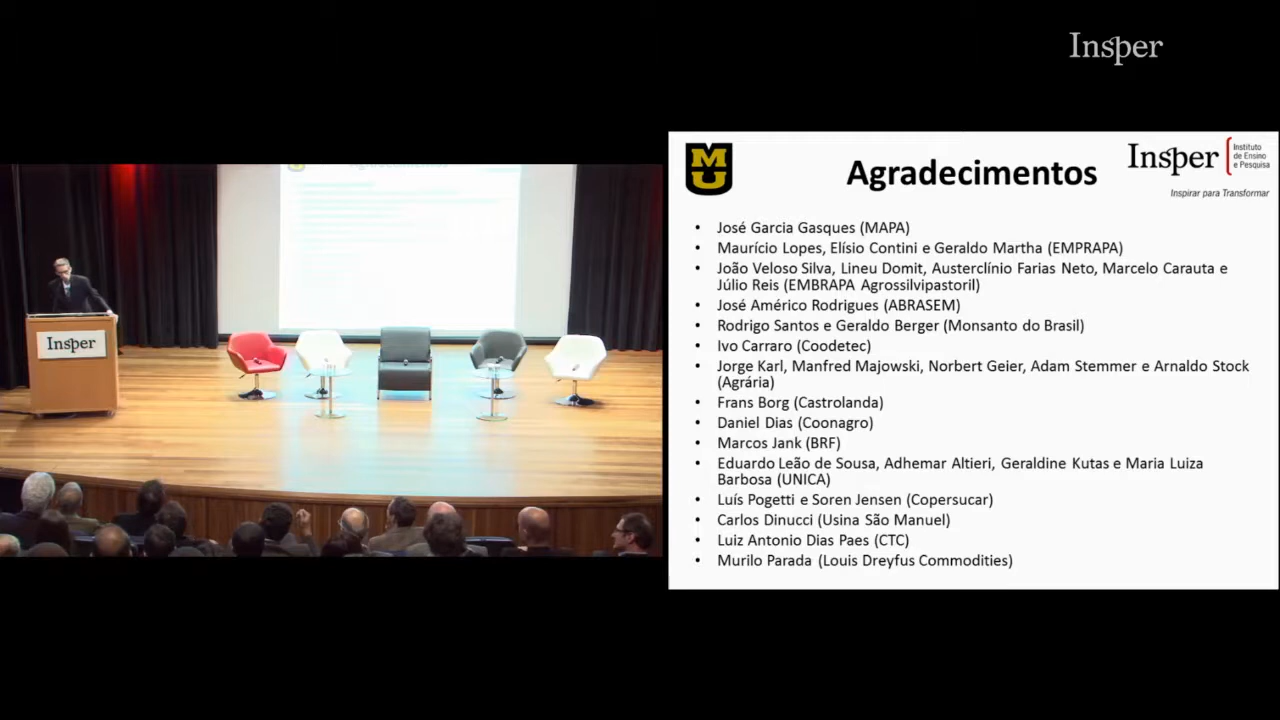 Insper
Agradecimentos
Insper
Instituto
de Ensino
e Pesquisa
Inspirar para Transformar
MU
• José Garcia Gasques (MAPA)
• Maurício Lopes, Elísio Contini e Geraldo Martha (EMPRAPA)
• João Veloso Silva, Lineu Domit, Austerclínio Farias Neto, Marcelo Carauta e
Júlio Reis (EMBRAPA Agrossilvipastoril)
• José Américo Rodrigues (ABRASEM)
• Rodrigo Santos e Geraldo Berger (Monsanto do Brasil)
• Ivo Carraro (Coodetec)
• Jorge Karl, Manfred Majowski, Norbert Geier, Adam Stemmer e Arnaldo Stock
(Agrária)
• Frans Borg (Castrolanda)
• Daniel Dias (Coonagro)
• Marcos Jank (BRF)
• Eduardo Leão de Sousa, Adhemar Altieri, Geraldine Kutas e Maria Luiza
Barbosa (UNICA)
• Luís Pogetti e Soren Jensen (Copersucar)
• Carlos Dinucci (Usina São Manuel)
• Luiz Antonio Dias Paes (CTC)
• Murilo Parada (Louis Dreyfus Commodities)
Insper